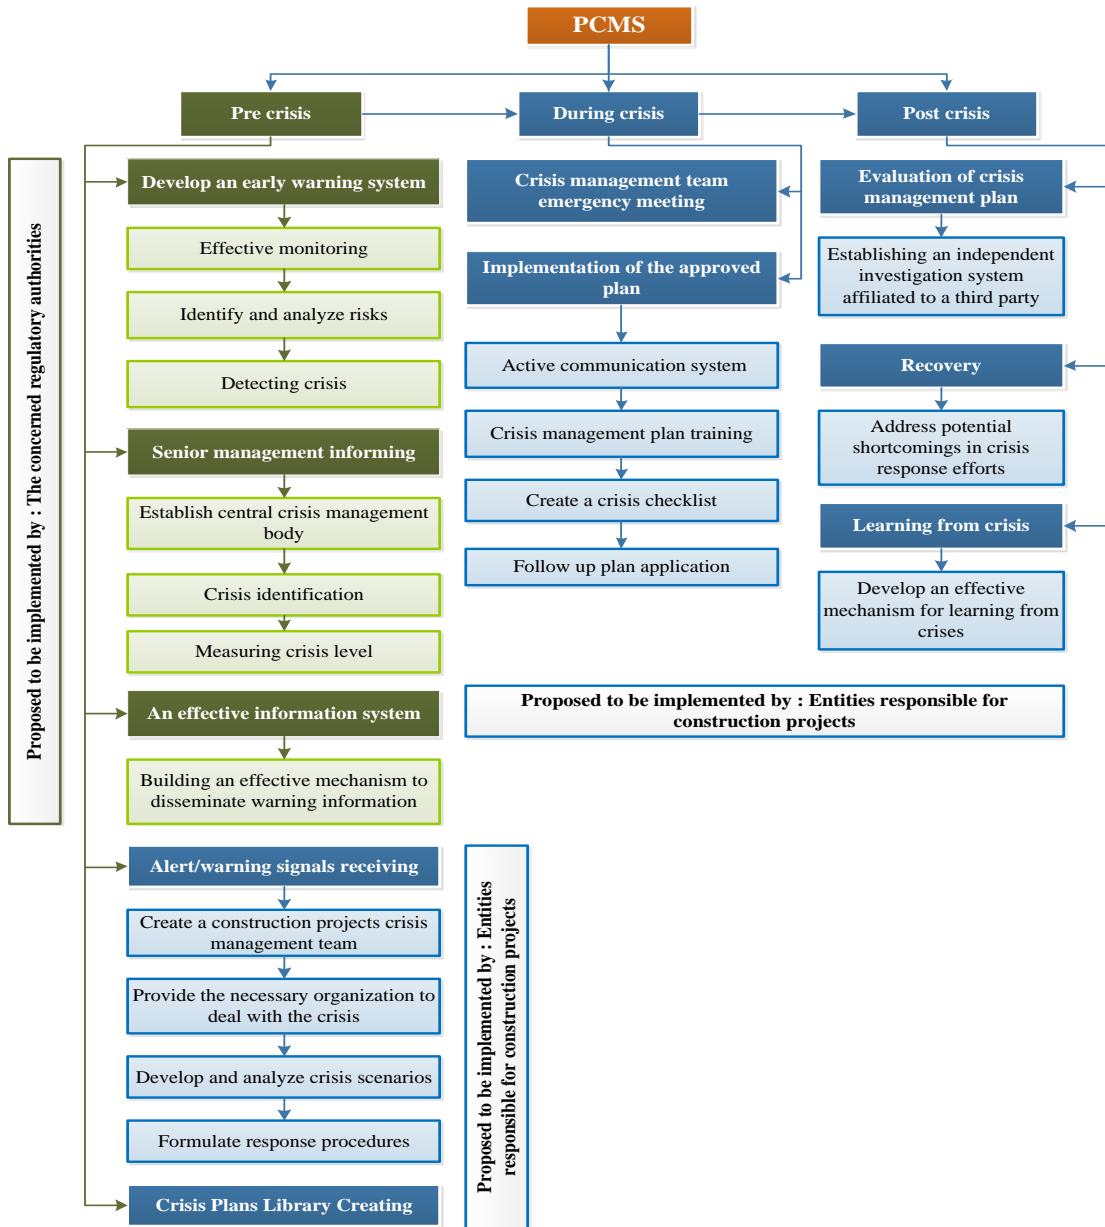 PCMS
Pre crisis
During crisis
Post crisis
Proposed to be implemented by : The concerned regulatory authorities
Develop an early warning system
Effective monitoring
Identify and analyze risks
Detecting crisis
Senior management informing
Establish central crisis management
body
Crisis identification
Measuring crisis level
An effective information system
Building an effective mechanism to
disseminate warning information
Alert/warning signals receiving
Create a construction projects crisis
management team
Provide the necessary organization to
deal with the crisis
Develop and analyze crisis scenarios
Formulate response procedures
Crisis Plans Library Creating
Proposed to be implemented by : Entities
responsible for construction projects
Crisis management team
emergency meeting
Implementation of the approved
plan
Active communication system
Crisis management plan training
Create a crisis checklist
Follow up plan application
Evaluation of crisis
management plan
Establishing an independent
investigation system
affiliated to a third party
Recovery
Address potential
shortcomings in crisis
response efforts
Learning from crisis
Develop an effective
mechanism for learning from
crises
Proposed to be implemented by : Entities responsible for
construction projects